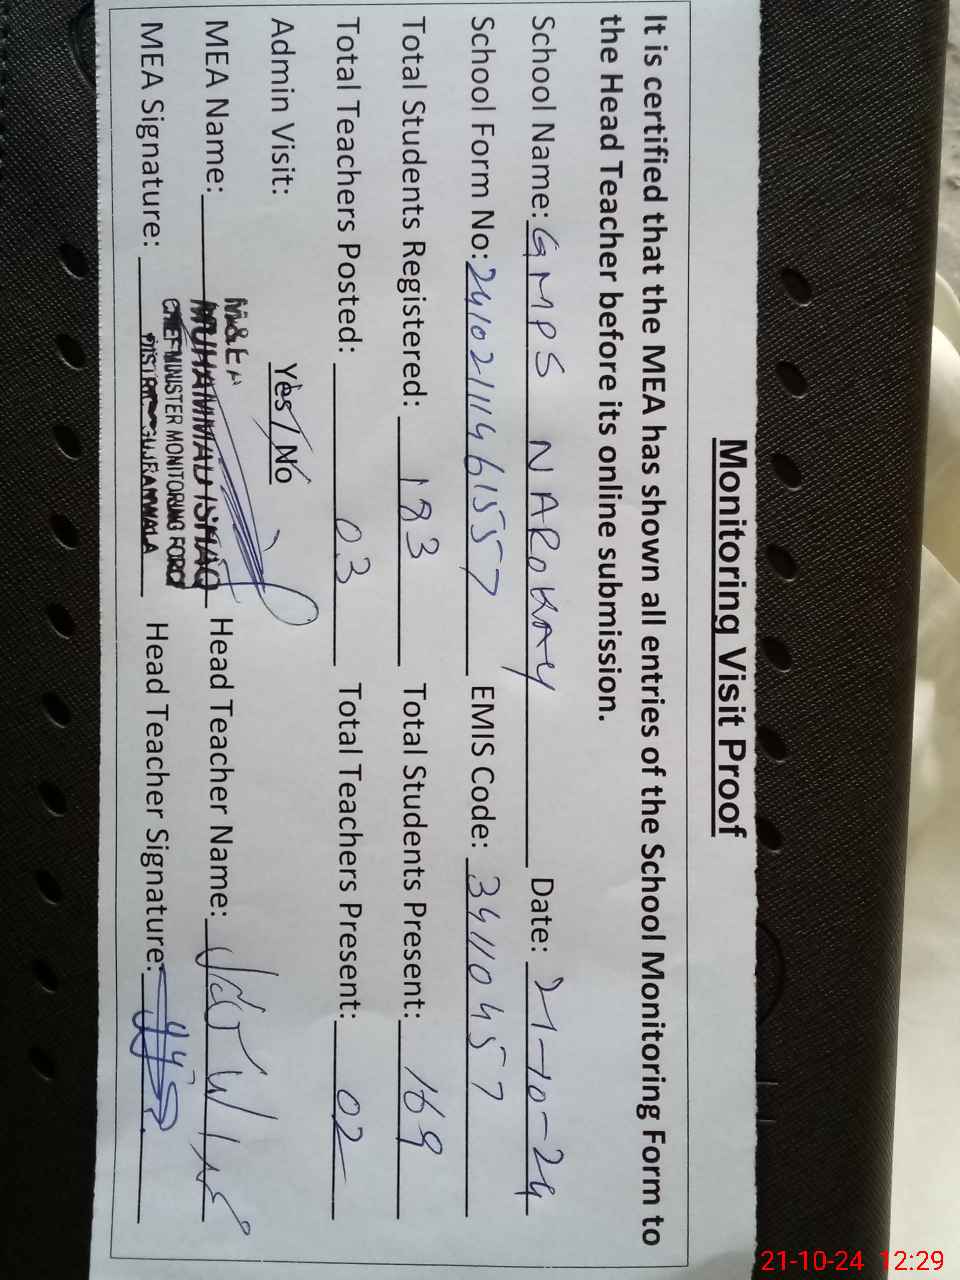 Monitoring Visit Proof
It is certified that the MEA has shown all entries of the School Monitoring Form to
the Head Teacher before its online submission.
School Name: GMPS NAROKAY Date: 21-10-24
School Form No: 24102111461557 EMIS Code: 34110457
Total Students Registered: 183 Total Students Present: 169
Total Teachers Posted: 03 Total Teachers Present: 02
Admin Visit: Yes / No
MEA Name: MUHAMMAD ISHAQ Head Teacher Name:
CHIEF MINISTER MONITORING FORCE
MEA Signature: DISTRICT GUJRANWALA Head Teacher Signature:
21-10-24 12:29